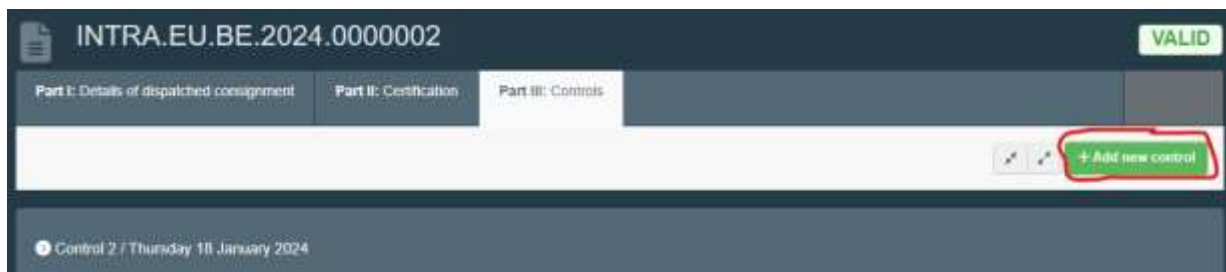 INTRA.EU.BE.2024.0000002
VALID
Part I: Details of dispatched consignment
Part II: Certification
Part III: Controls
+ Add new control
Control 2 / Thursday 18 January 2024